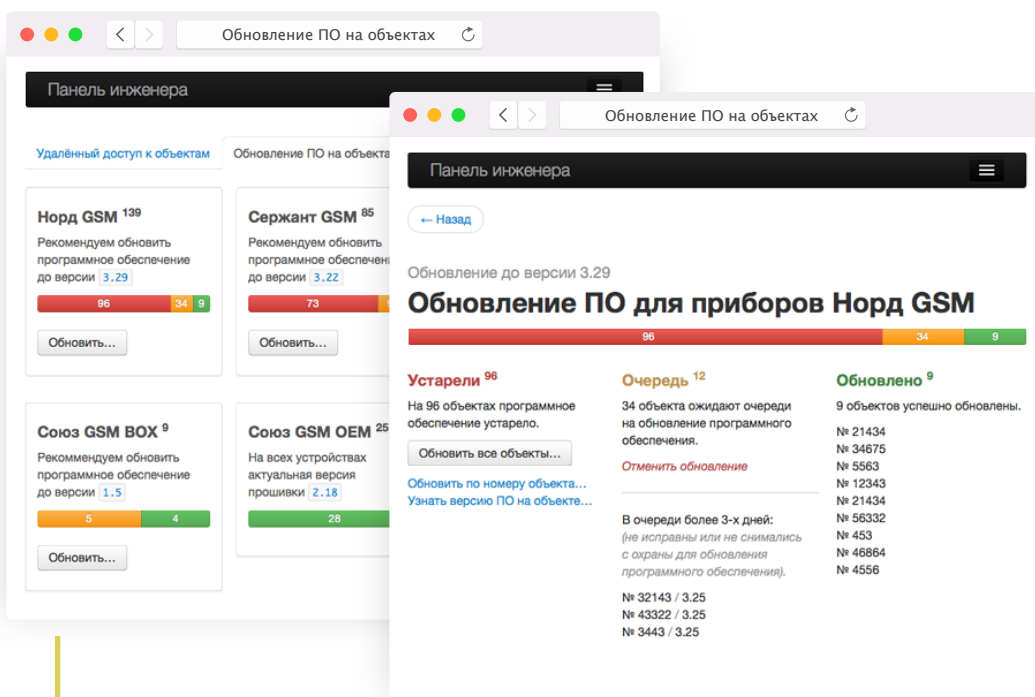 Обновление ПО на объектах
Панель инженера
Удалённый доступ к объектам
Обновление ПО на объекта
Норд GSM 139
Рекомендуем обновить
программное обеспечение
до версии 3.29
96 34 9
Обновить...
Сержант GSM 85
Рекомендуем обновить
программное обеспечен
до версии 3.22
73
Обновить...
Союз GSM BOX 9
Рекоммендуем обновить
программное обеспечение
до версии 1.5
5 4
Обновить...
Союз GSM OEM 25
На всех устройствах
актуальная версия
прошивки 2.18
28
Обновление ПО на объектах
Панель инженера
← Назад
Обновление до версии 3.29
Обновление ПО для приборов Норд GSM
96 34 9
Устарели 96
На 96 объектах программное
обеспечение устарело.
Обновить все объекты...
Обновить по номеру объекта...
Узнать версию ПО на объекте...
Очередь 12
34 объекта ожидают очереди
на обновление программного
обеспечения.
Отменить обновление
В очереди более 3-х дней:
(не исправны или не снимались
с охраны для обновления
программного обеспечения).
№ 32143 / 3.25
№ 43322 / 3.25
№ 3443 / 3.25
Обновлено 9
9 объектов успешно обновлены.
№ 21434
№ 34675
№ 5563
№ 12343
№ 21434
№ 56332
№ 453
№ 46864
№ 4556